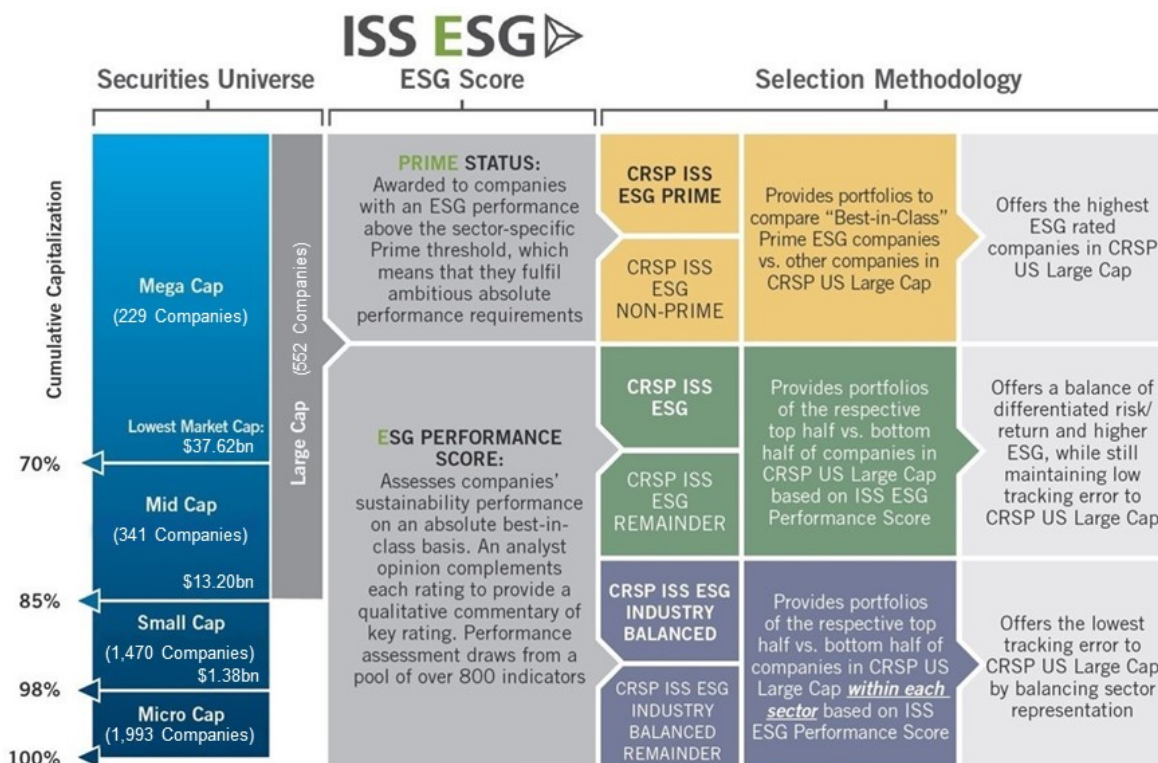 ISS ESG
Securities Universe
ESG Score
Selection Methodology
Cumulative Capitalization
70%
85%
98%
100%
Mega Cap
(229 Companies)
Lowest Market Cap:
$37.62bn
Mid Cap
(341 Companies)
$13.20bn
Small Cap
(1,470 Companies)
$1.38bn
Micro Cap
(1,993 Companies)
Large Cap (552 Companies)
PRIME STATUS:
Awarded to companies
with an ESG performance
above the sector-specific
Prime threshold, which
means that they fulfil
ambitious absolute
performance requirements
ESG PERFORMANCE
SCORE:
Assesses companies’
sustainability performance
on an absolute best-in-
class basis. An analyst
opinion complements
each rating to provide a
qualitative commentary of
key rating. Performance
assessment draws from a
pool of over 800 indicators
CRSP ISS
ESG PRIME
CRSP ISS
ESG
NON-PRIME
Provides portfolios to
compare “Best-in-Class”
Prime ESG companies
vs. other companies in
CRSP US Large Cap
Offers the highest
ESG rated
companies in CRSP
US Large Cap
CRSP ISS
ESG
CRSP ISS
ESG
REMAINDER
Provides portfolios
of the respective
top half vs. bottom
half of companies in
CRSP US Large Cap
based on ISS ESG
Performance Score
Offers a balance of
differentiated risk/
return and higher
ESG, while still
maintaining low
tracking error to
CRSP US Large Cap
CRSP ISS ESG
INDUSTRY
BALANCED
CRSP ISS ESG
INDUSTRY
BALANCED
REMAINDER
Provides portfolios
of the respective top
half vs. bottom half of
companies in CRSP US
Large Cap within each
sector based on ISS
ESG Performance Score
Offers the lowest
tracking error to
CRSP US Large Cap
by balancing sector
representation